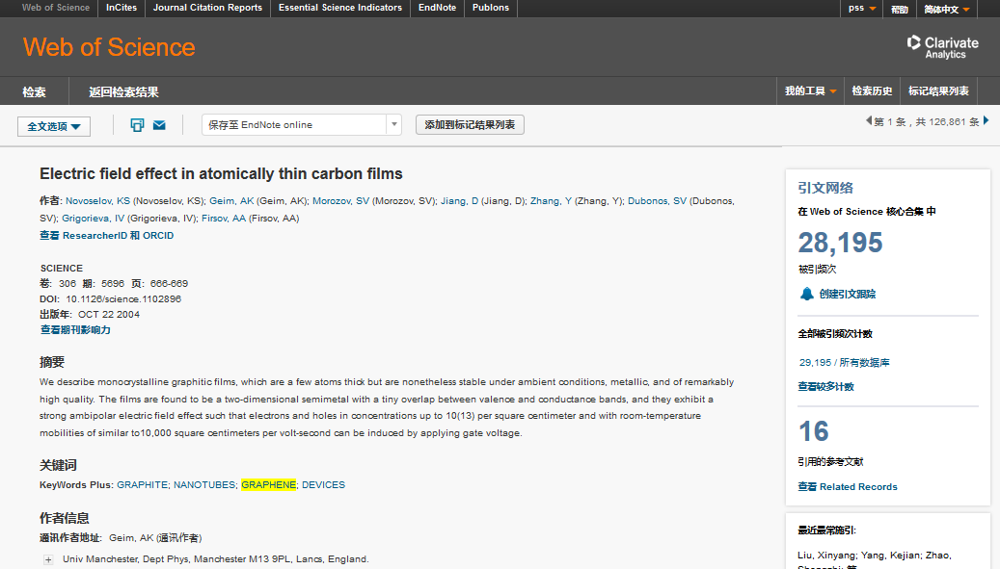 Web of Science InCites Journal Citation Reports Essential Science Indicators EndNote Publons pss 帮助 简体中文
Web of Science
Clarivate
Analytics
检索 返回检索结果 我的工具 检索历史 标记结果列表
全文选项 保存至 EndNote online 添加到标记结果列表 第 1 条，共 126,861 条
Electric field effect in atomically thin carbon films
作者: Novoselov, KS (Novoselov, KS); Geim, AK (Geim, AK); Morozov, SV (Morozov, SV); Jiang, D (Jiang, D); Zhang, Y (Zhang, Y); Dubonos, SV (Dubonos,
SV); Grigorieva, IV (Grigorieva, IV); Firsov, AA (Firsov, AA)
查看 ResearcherID 和 ORCID
SCIENCE
卷: 306 期: 5696 页: 666-669
DOI: 10.1126/science.1102896
出版年: OCT 22 2004
查看期刊影响力
摘要
We describe monocrystalline graphitic films, which are a few atoms thick but are nonetheless stable under ambient conditions, metallic, and of remarkably
high quality. The films are found to be a two-dimensional semimetal with a tiny overlap between valence and conductance bands, and they exhibit a
strong ambipolar electric field effect such that electrons and holes in concentrations up to 10(13) per square centimeter and with room-temperature
mobilities of similar to10,000 square centimeters per volt-second can be induced by applying gate voltage.
关键词
KeyWords Plus: GRAPHITE; NANOTUBES; GRAPHENE; DEVICES
作者信息
通讯作者地址: Geim, AK (通讯作者)
Univ Manchester, Dept Phys, Manchester M13 9PL, Lancs, England.
引文网络
在 Web of Science 核心合集 中
28,195
被引频次
创建引文跟踪
全部被引频次计数
29,195 / 所有数据库
查看较多计数
16
引用的参考文献
查看 Related Records
最近最常施引:
Liu, Xinyang; Yang, Kejian; Zhao,
Shengzhi; 等.